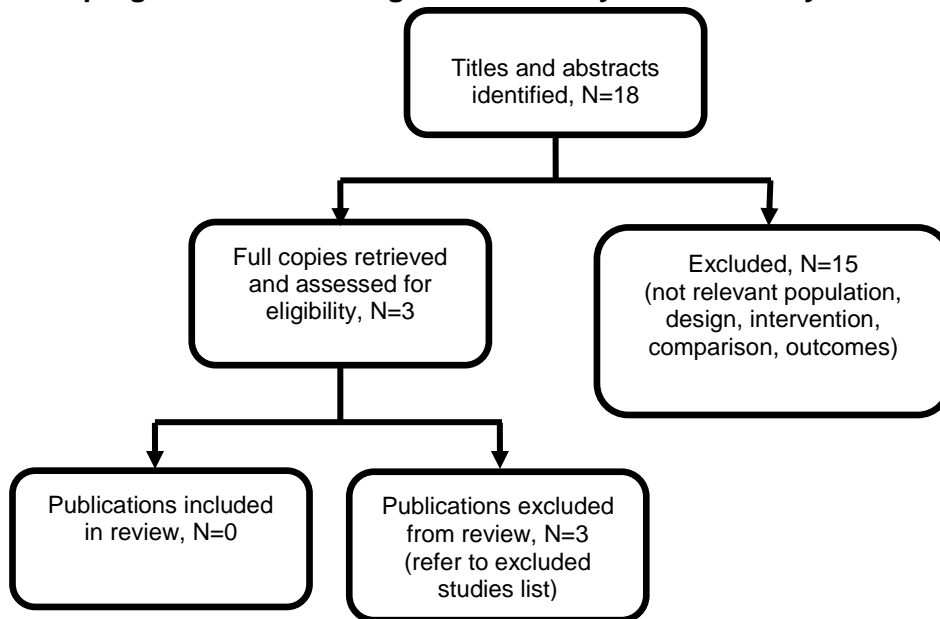 Titles and abstracts
identified, N=18
Full copies retrieved
and assessed for
eligibility, N=3
Excluded, N=15
(not relevant population,
design, intervention,
comparison, outcomes)
Publications included
in review, N=0
Publications excluded
from review, N=3
(refer to excluded
studies list)